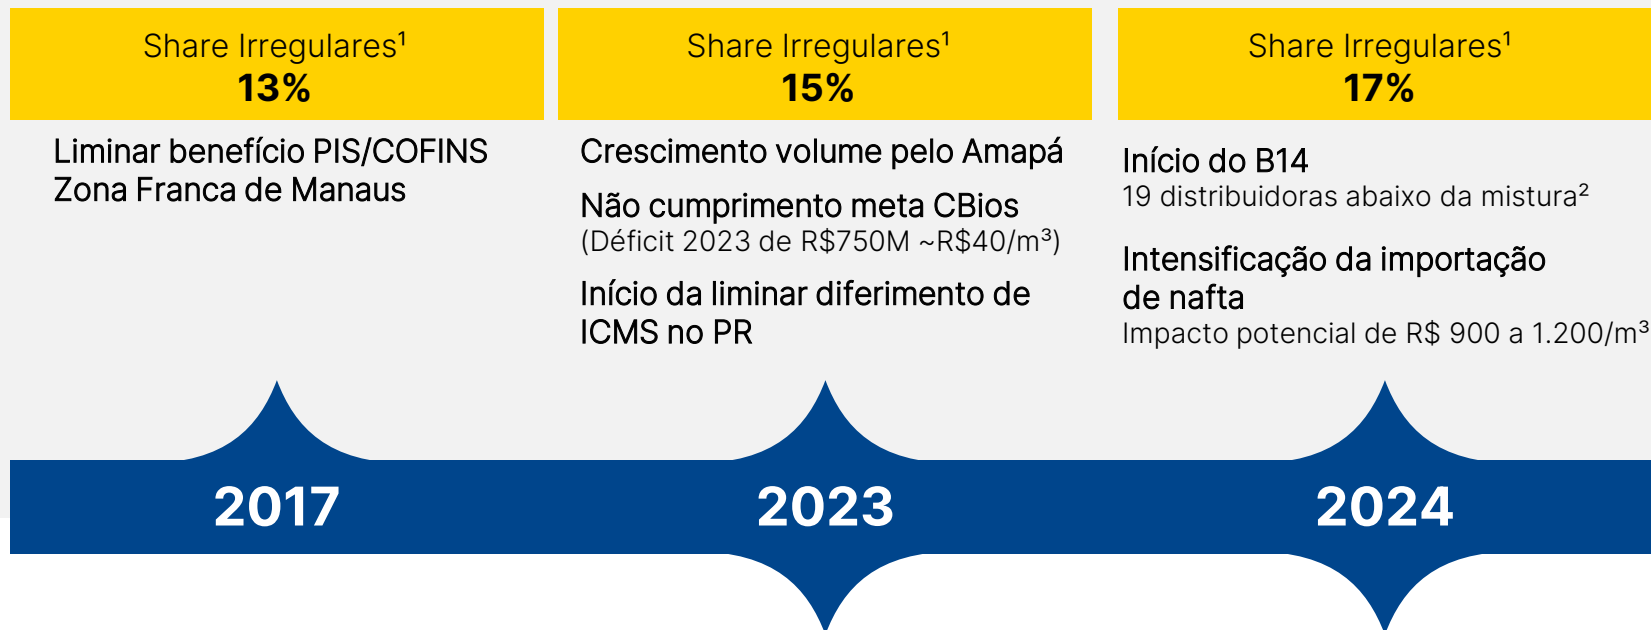 Share Irregulares¹
13%
Liminar benefício PIS/COFINS
Zona Franca de Manaus
Share Irregulares¹
15%
Crescimento volume pelo Amapá
Não cumprimento meta CBios
(Déficit 2023 de R$750M ~R$40/m³)
Início da liminar diferimento de
ICMS no PR
Share Irregulares¹
17%
Início do B14
19 distribuidoras abaixo da mistura²
Intensificação da importação
de nafta
Impacto potencial de R$ 900 a 1.200/m³
2017
2023
2024